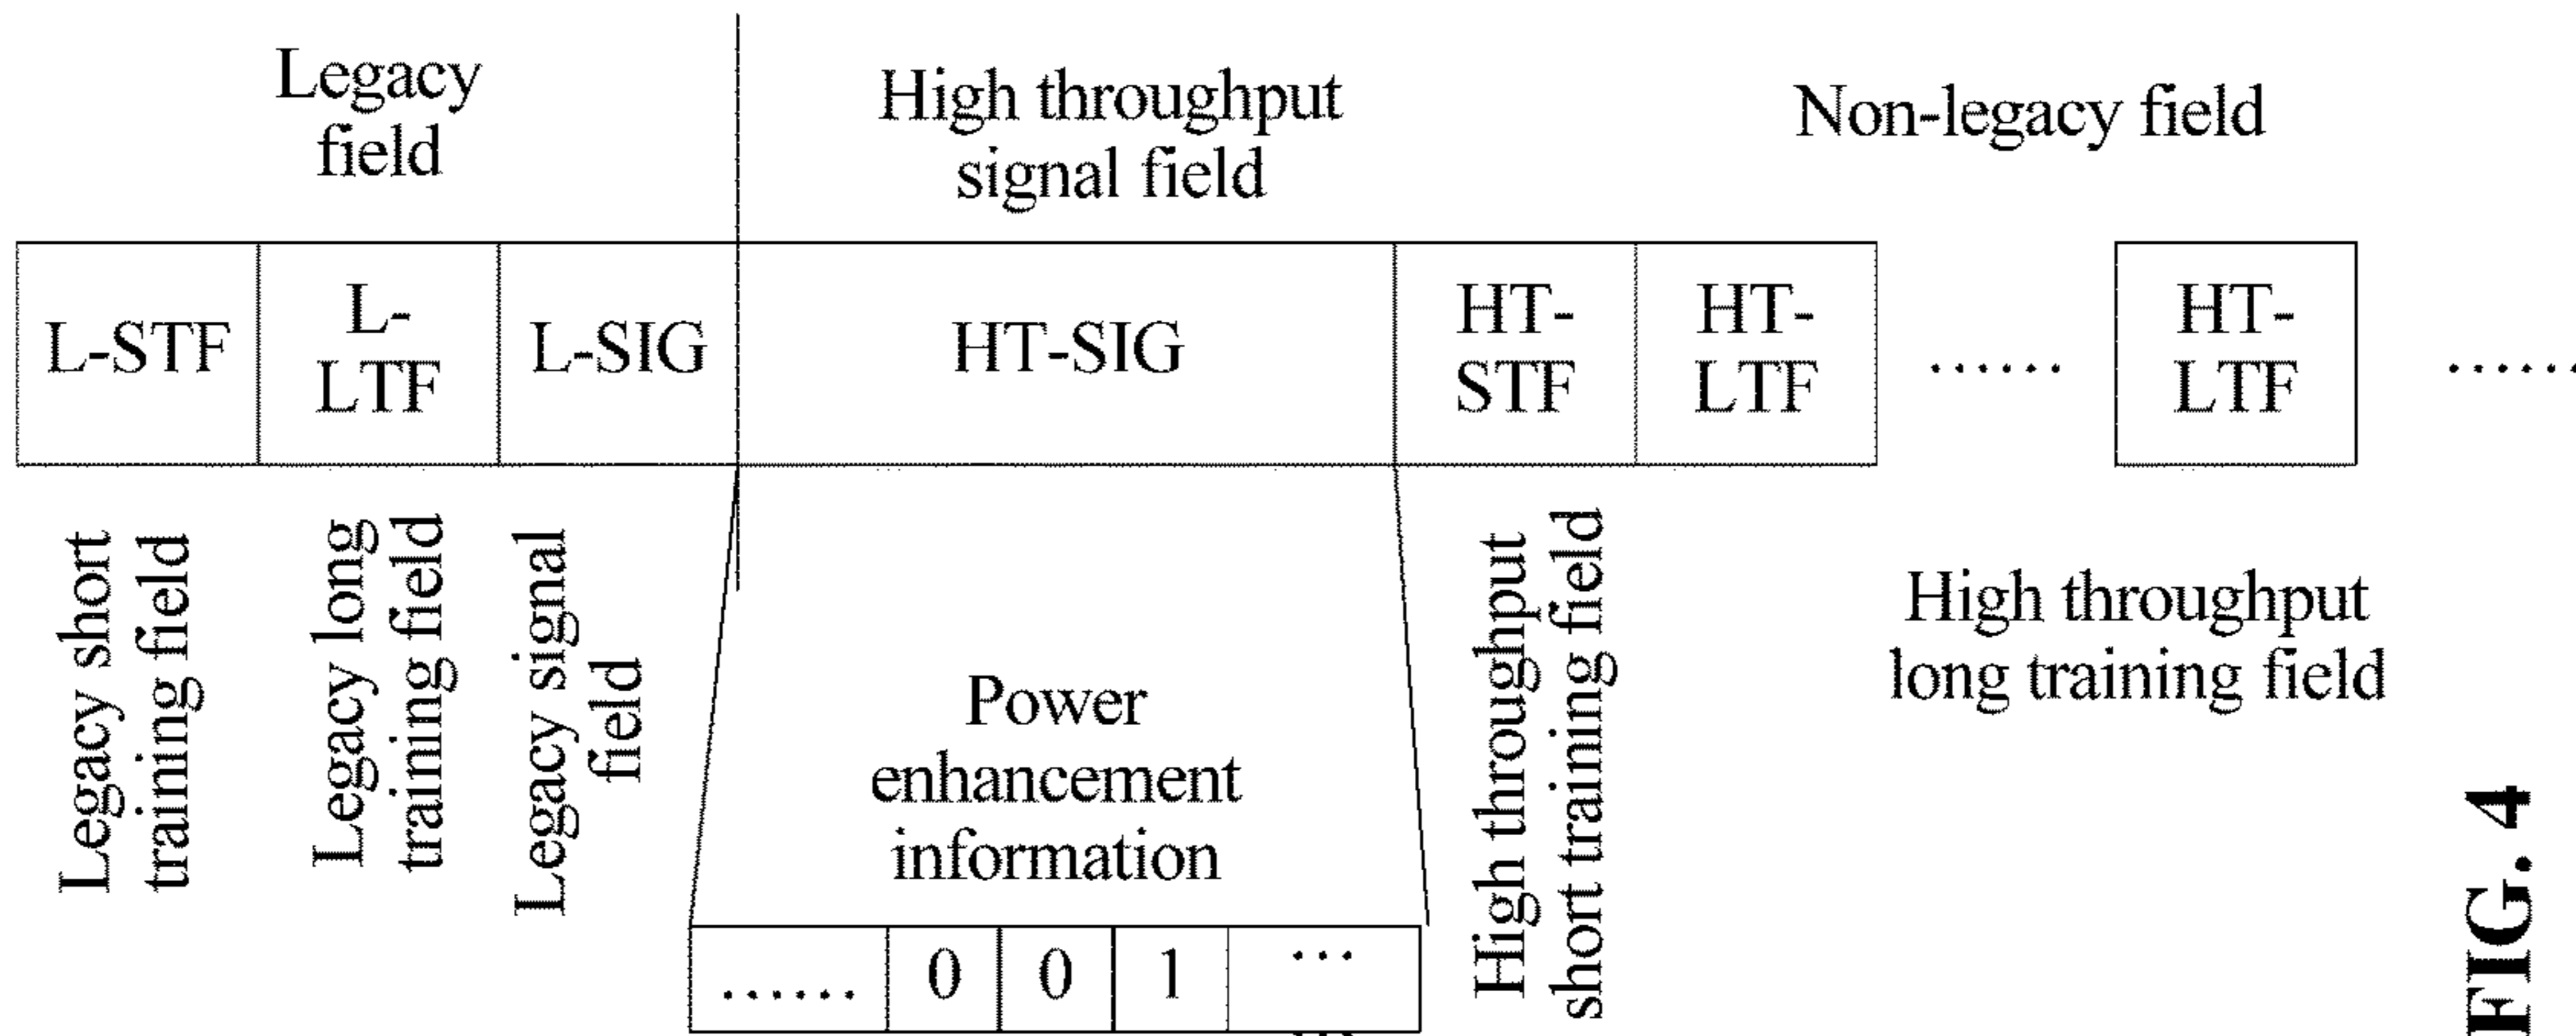 Legacy
field
High throughput
signal field
Non-legacy field
L-STF
L-
LTF
L-SIG
HT-SIG
HT-
STF
HT-
LTF
......
HT-
LTF
......
Legacy short
training field
Legacy long
training field
Legacy signal
field
Power
enhancement
information
High throughput
short training field
High throughput
long training field
...... 0 0 1 ...
FIG. 4